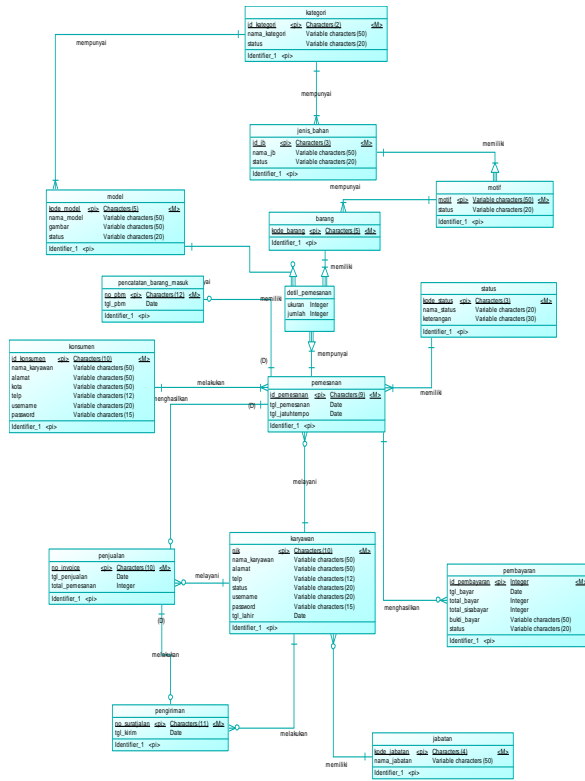 kategori
id_kategori <pi> Characters (2) <M>
nama_kategori Variable characters (50)
status Variable characters (20)
Identifier_1 <pi>
mempunyai
mempunyai
jenis_bahan
id_jb <pi> Characters (3) <M>
nama_jb Variable characters (50)
status Variable characters (20)
Identifier_1 <pi>
memiliki
mempunyai
motif
motif <pi> Variable characters (50) <M>
status Variable characters (20)
Identifier_1 <pi>
model
kode_model <pi> Characters (5) <M>
nama_model Variable characters (50)
gambar Variable characters (50)
status Variable characters (20)
Identifier_1 <pi>
barang
kode_barang <pi> Characters (5) <M>
Identifier_1 <pi>
memiliki
memiliki
pencatatan_barang_masuk
no_pbm <pi> Characters (12) <M>
tgl_pbm Date
Identifier_1 <pi>
yai
memiliki
detil_pemesanan
ukuran Integer
jumlah Integer
status
kode_status <pi> Characters (3) <M>
nama_status Variable characters (20)
keterangan Variable characters (30)
Identifier_1 <pi>
konsumen
id_konsumen <pi> Characters (10) <M>
nama_karyawan Variable characters (50)
alamat Variable characters (50)
kota Variable characters (50)
telp Variable characters (12)
username Variable characters (20)
password Variable characters (15)
Identifier_1 <pi>
mempunyai
(D)
melakukan
menghasilkan
(D)
pemesanan
id_pemesanan <pi> Characters (9) <M>
tgl_pemesanan Date
tgl_jatuhtempo Date
Identifier_1 <pi>
memiliki
melayani
penjualan
no_invoice <pi> Characters (10) <M>
tgl_penjualan Date
total_pemesanan Integer
Identifier_1 <pi>
melayani
(D)
karyawan
nik <pi> Characters (10) <M>
nama_karyawan Variable characters (50)
alamat Variable characters (50)
telp Variable characters (12)
status Variable characters (20)
username Variable characters (20)
password Variable characters (15)
tgl_lahir Date
Identifier_1 <pi>
menghasilkan
pembayaran
id_pembayaran <pi> Integer <M>
tgl_bayar Date
total_bayar Integer
total_sisabayar Integer
bukti_bayar Variable characters (50)
status Variable characters (20)
Identifier_1 <pi>
melakukan
pengiriman
no_suratjalan <pi> Characters (11) <M>
tgl_kirim Date
Identifier_1 <pi>
melakukan
memiliki
jabatan
kode_jabatan <pi> Characters (4) <M>
nama_jabatan Variable characters (50)
Identifier_1 <pi>